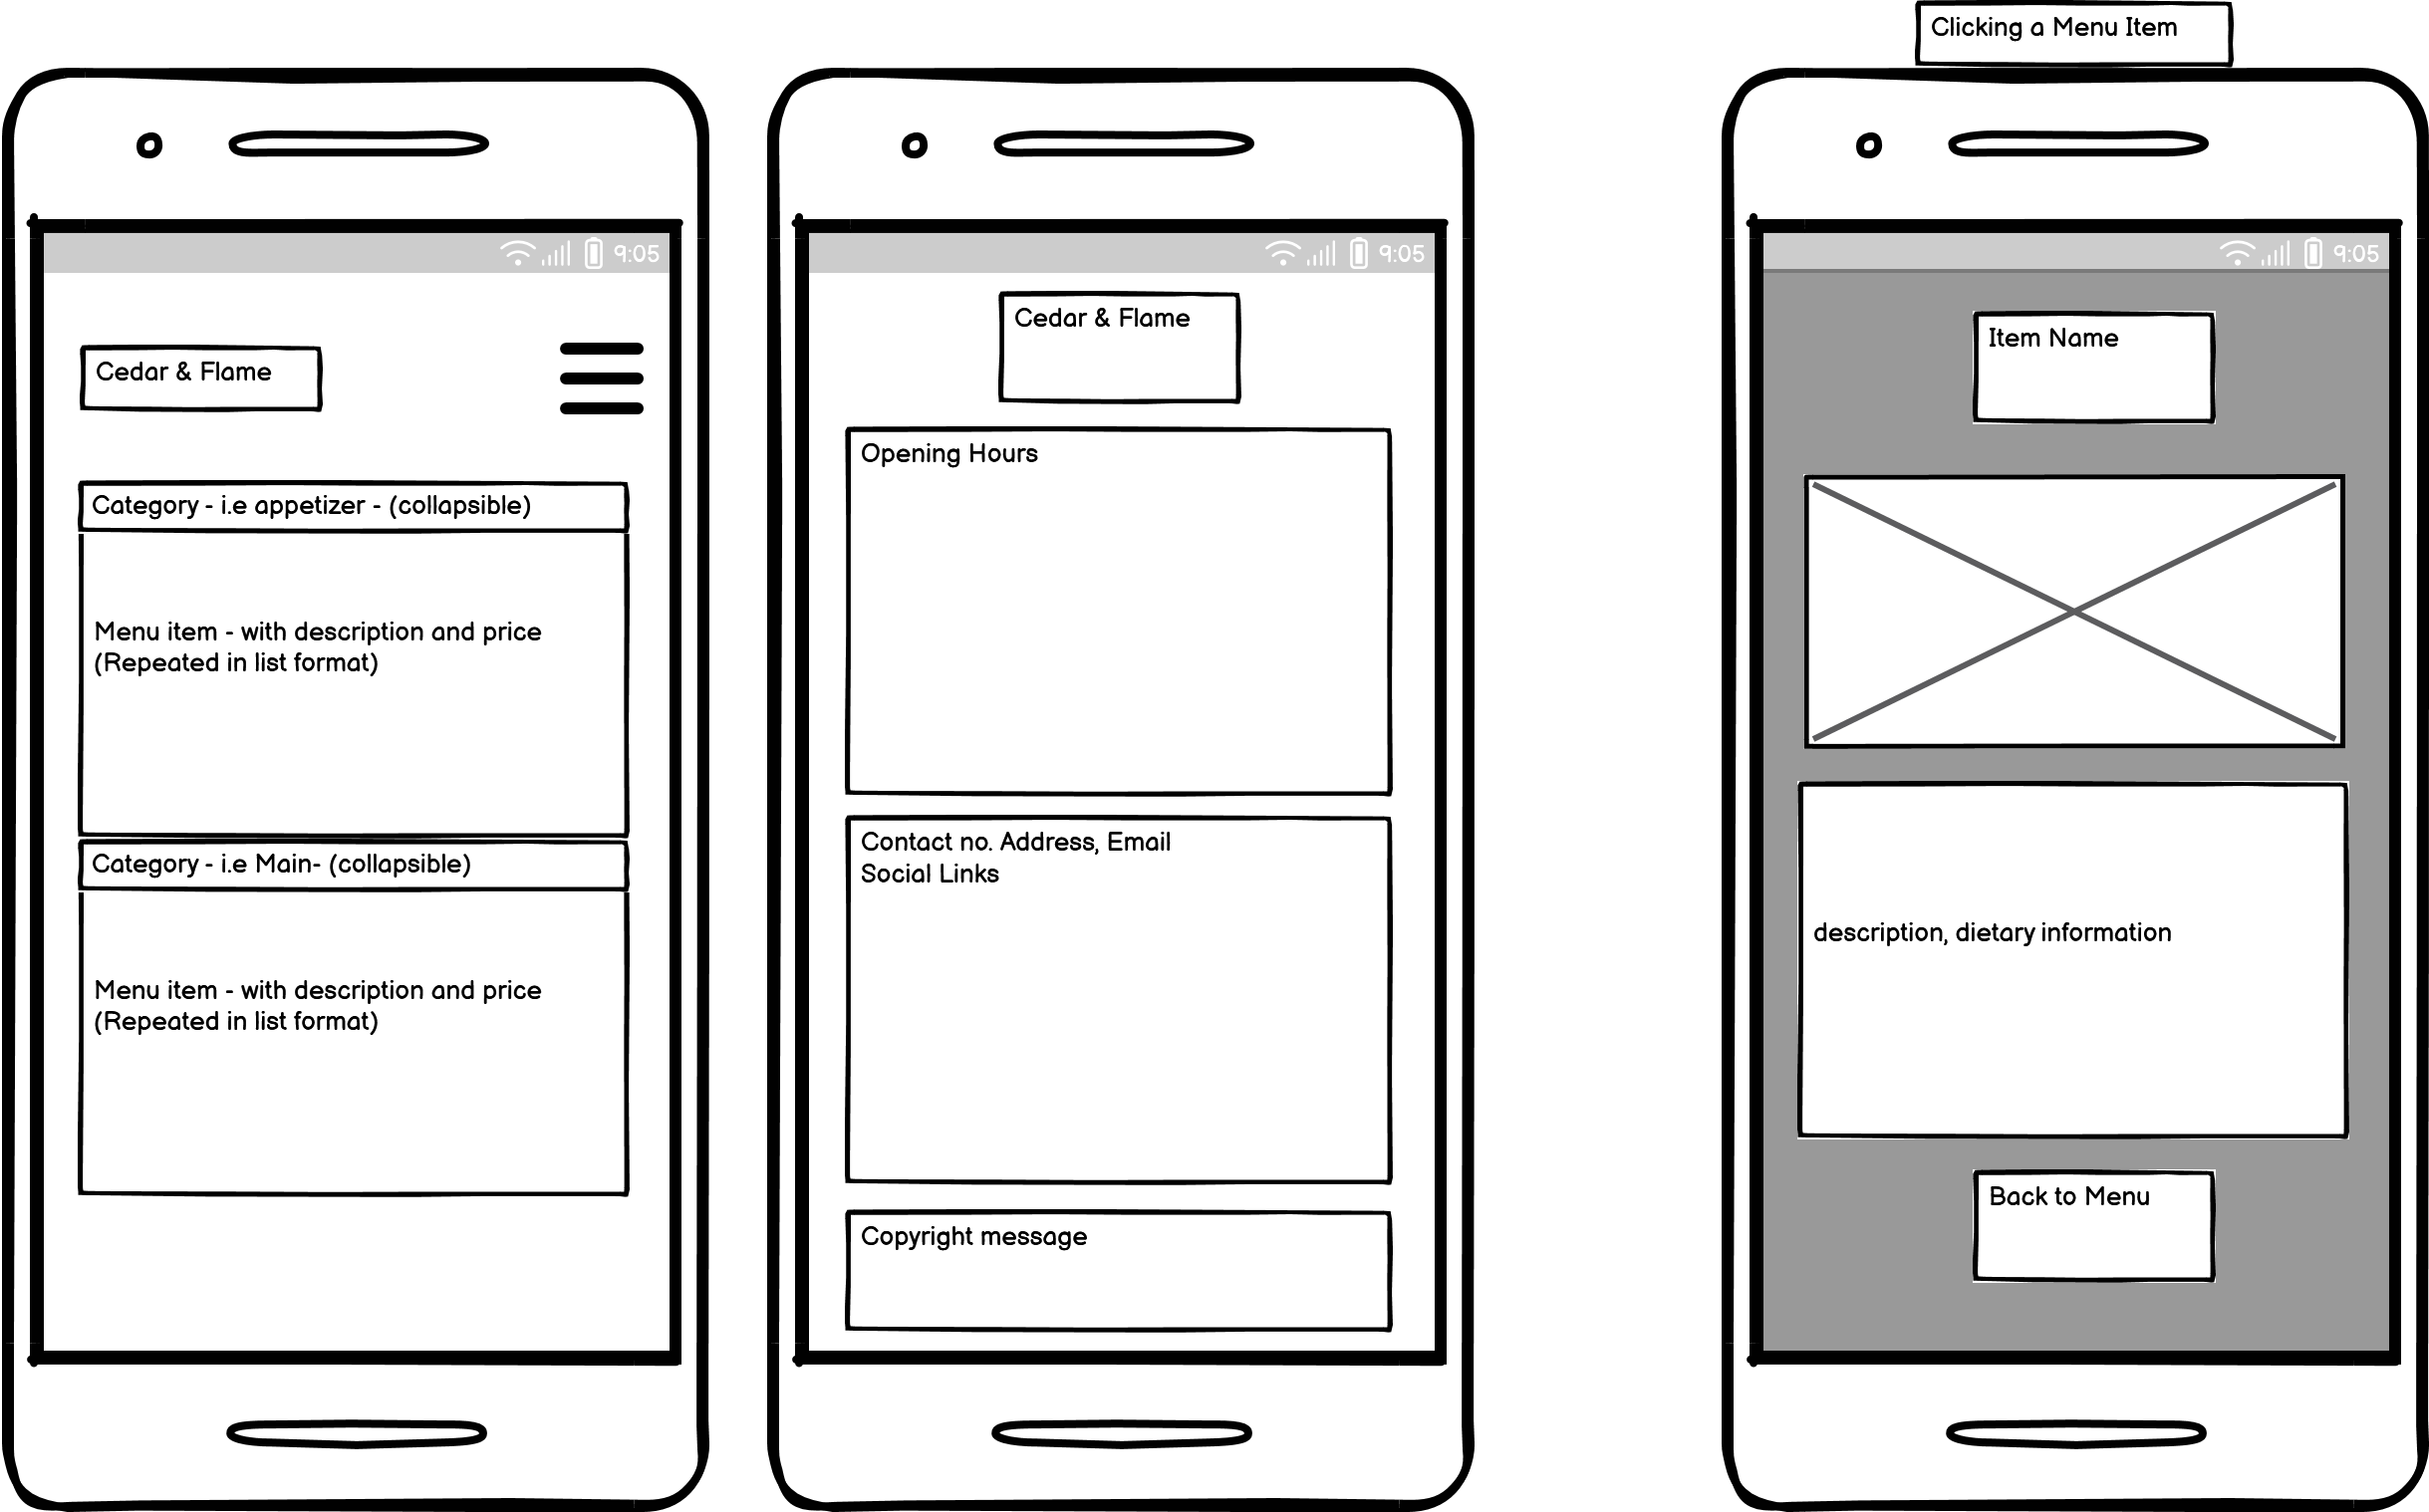 Clicking a Menu Item
9:05
Cedar & Flame
Category - i.e appetizer - (collapsible)
Menu item - with description and price
(Repeated in list format)
Category - i.e Main- (collapsible)
Menu item - with description and price
(Repeated in list format)
9:05
Cedar & Flame
Opening Hours
Contact no. Address, Email
Social Links
Copyright message
9:05
Item Name
description, dietary information
Back to Menu